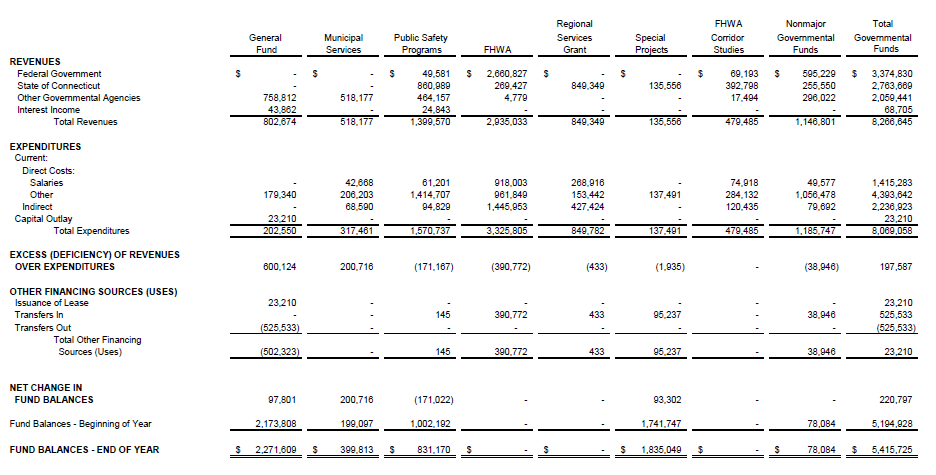 Regional FHWA Nonmajor Total
General Municipal Public Safety Services Special Corridor Governmental Governmental
Fund Services Programs FHWA Grant Projects Studies Funds Funds
REVENUES
Federal Government $ - $ - $ 49,581 $ 2,660,827 $ - $ - $ 69,193 $ 595,229 $ 3,374,830
State of Connecticut - - 860,989 269,427 849,349 135,556 392,798 255,550 2,763,669
Other Governmental Agencies 758,812 518,177 464,157 4,779 - - 17,494 296,022 2,059,441
Interest Income 43,862 - 24,843 - - - - - 68,705
Total Revenues 802,674 518,177 1,399,570 2,935,033 849,349 135,556 479,485 1,146,801 8,266,645
EXPENDITURES
Current:
Direct Costs:
Salaries - 42,668 61,201 918,003 268,916 - 74,918 49,577 1,415,283
Other 179,340 206,203 1,414,707 961,849 153,442 137,491 284,132 1,056,478 4,393,642
Indirect - 68,590 94,829 1,445,953 427,424 - 120,435 79,692 2,236,923
Capital Outlay 23,210 - - - - - - - 23,210
Total Expenditures 202,550 317,461 1,570,737 3,325,805 849,782 137,491 479,485 1,185,747 8,069,058
EXCESS (DEFICIENCY) OF REVENUES
OVER EXPENDITURES 600,124 200,716 (171,167) (390,772) (433) (1,935) - (38,946) 197,587
OTHER FINANCING SOURCES (USES)
Issuance of Lease 23,210 - - - - - - - 23,210
Transfers In - - 145 390,772 433 95,237 - 38,946 525,533
Transfers Out (525,533) - - - - - - - (525,533)
Total Other Financing
Sources (Uses) (502,323) - 145 390,772 433 95,237 - 38,946 23,210
NET CHANGE IN
FUND BALANCES 97,801 200,716 (171,022) - - 93,302 - - 220,797
Fund Balances - Beginning of Year 2,173,808 199,097 1,002,192 - - 1,741,747 - 78,084 5,194,928
FUND BALANCES - END OF YEAR $ 2,271,609 $ 399,813 $ 831,170 $ - $ - $ 1,835,049 $ - $ 78,084 $ 5,415,725